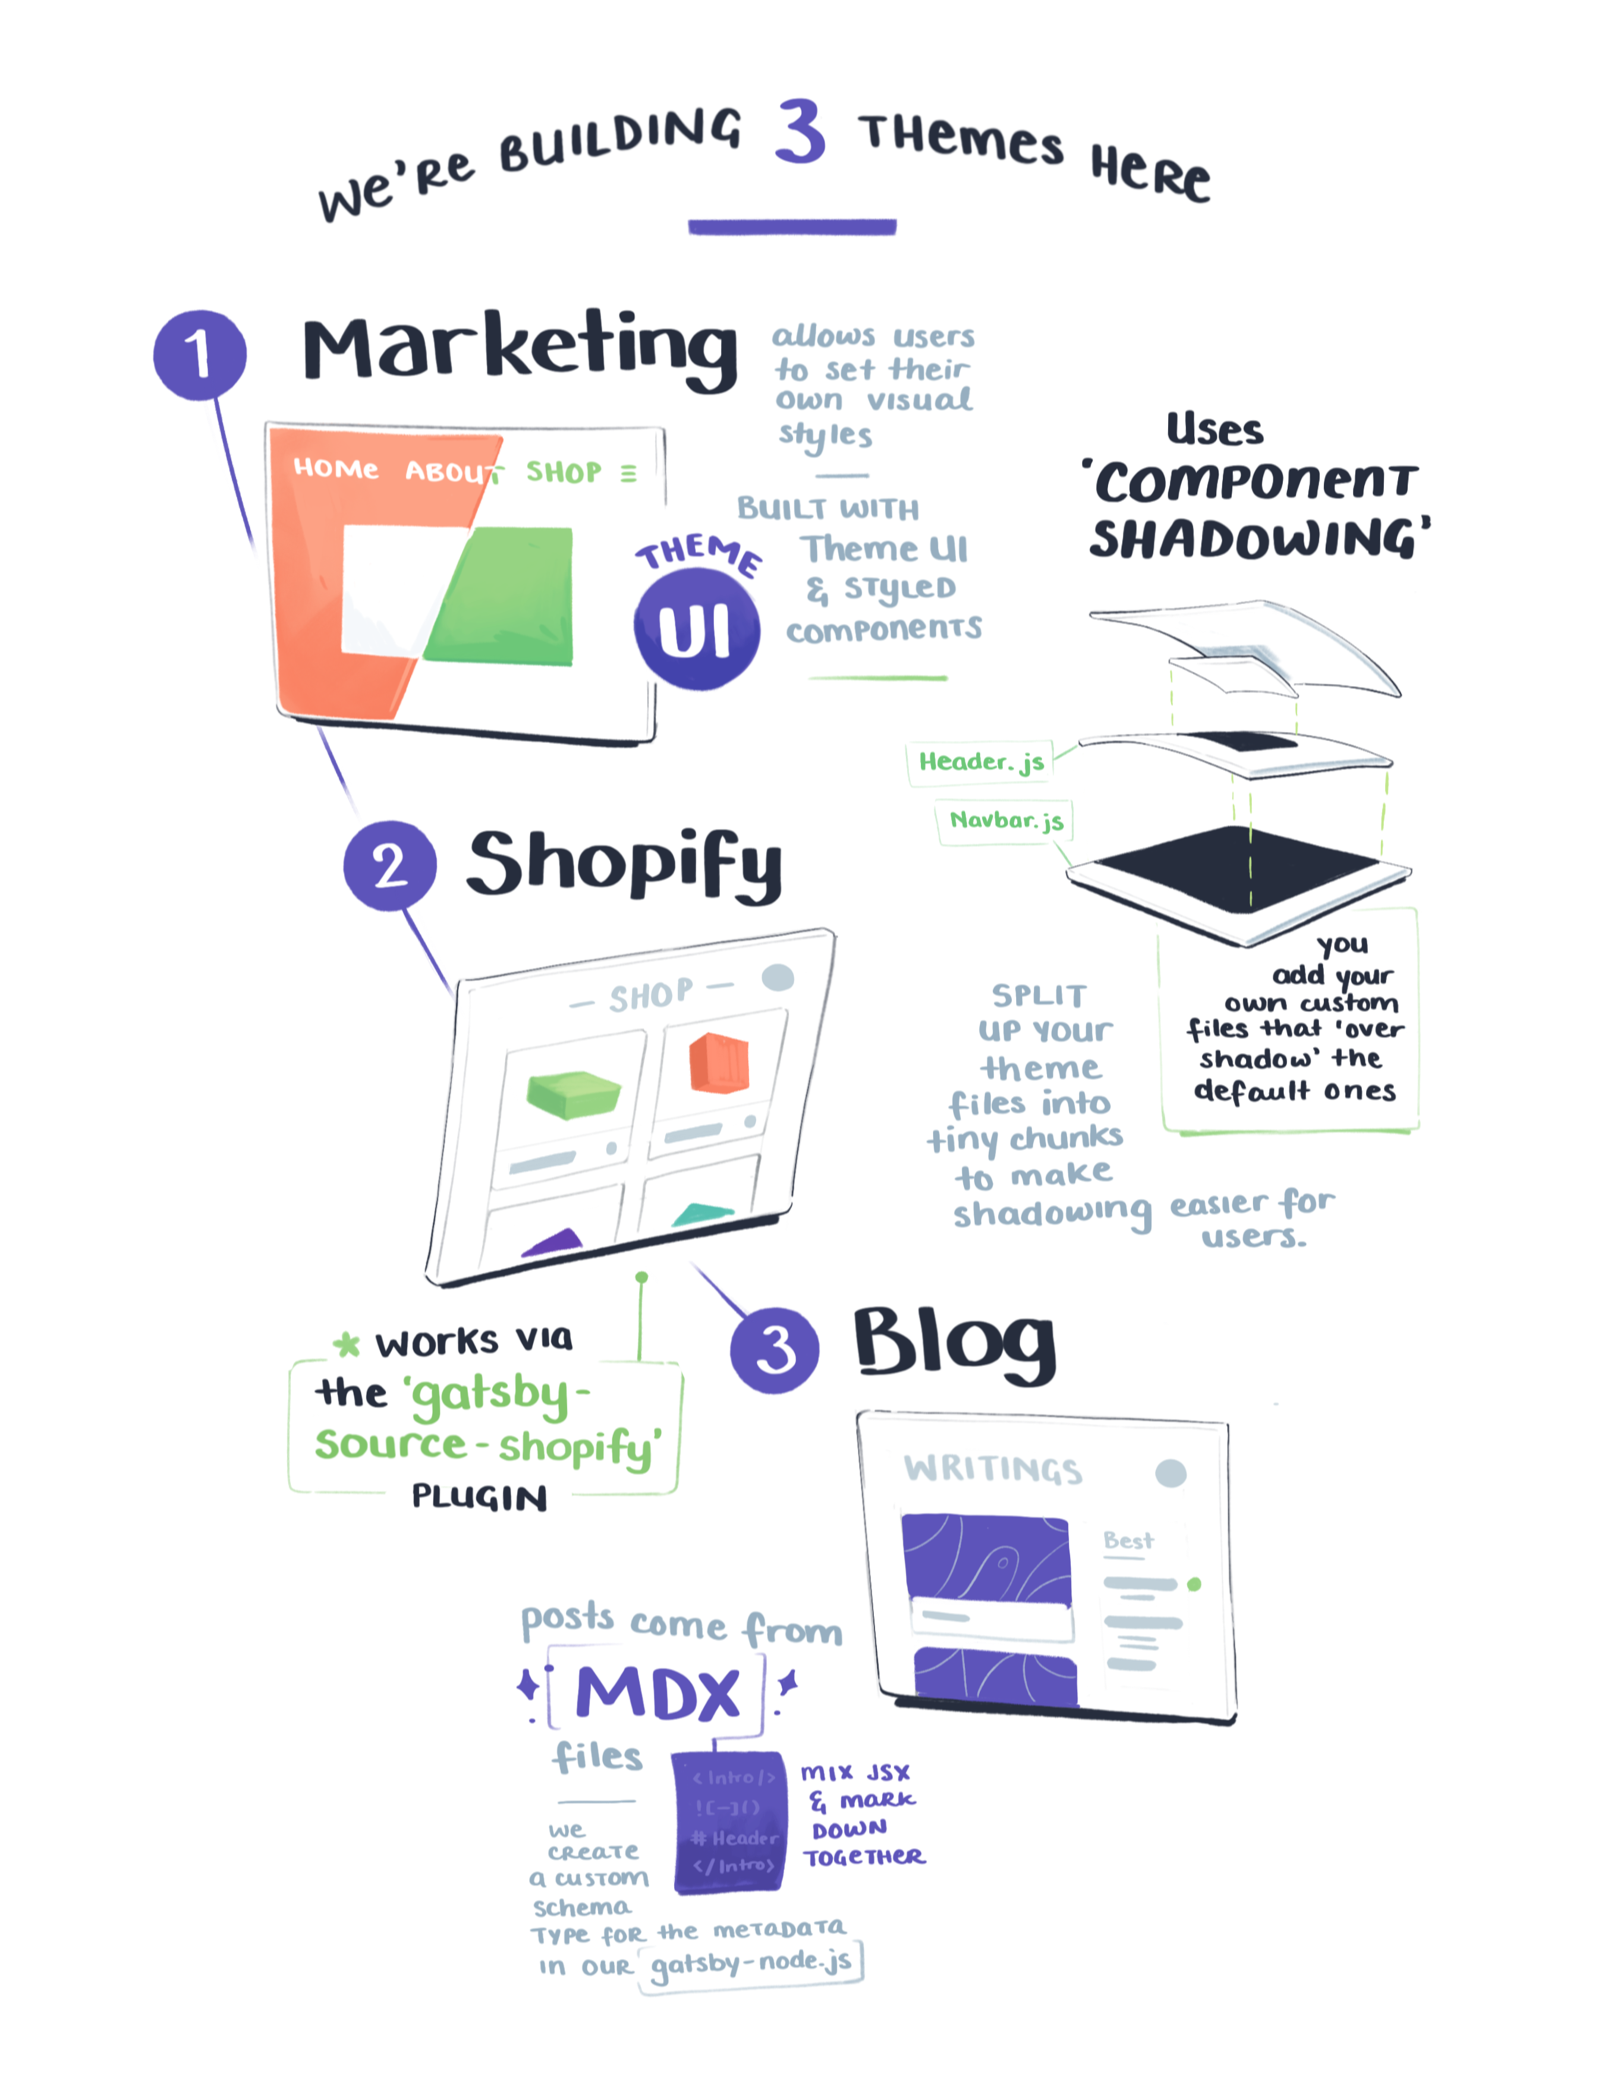 WE'RE BUILDING 3 THEMES HERE
1 Marketing
allows users
to set their
own visual
styles
BUILT WITH
Theme UI
& STYLED
COMPONENTS
HOME ABOUT SHOP
THEME
UI
Uses
'COMPONENT
SHADOWING'
Header.js
Navbar.js
you
add your
own custom
files that 'over
shadow' the
default ones
SPLIT
UP YOUR
theme
files into
tiny chunks
to make
shadowing easier for
users.
2 Shopify
— SHOP —
* WORKS VIA
the 'gatsby-
source-shopify'
PLUGIN
3 Blog
WRITINGS
Best
posts come from
MDX
files
<Intro/>
![—]()
# Header
</Intro>
MIX JSX
& MARK
DOWN
TOGETHER
WE
CREATE
A CUSTOM
SCHEMA
TYPE FOR the METADATA
IN OUR gatsby-node.js